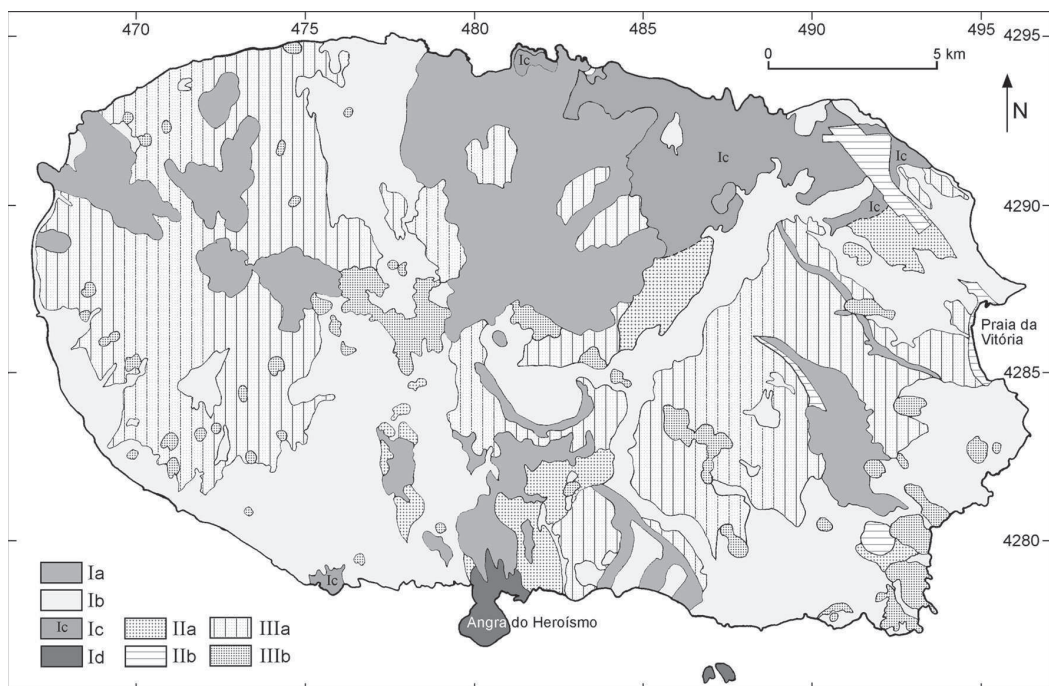 470 475 480 485 490 495
4295
0 5 km
N
Ic
Ic
Ic
4290
Ic
Praia da
Vitória
4285
4280
Ic
Ia
Ib
Ic Ic IIa IIIa
Id IIb IIIb
Angra do Heroísmo